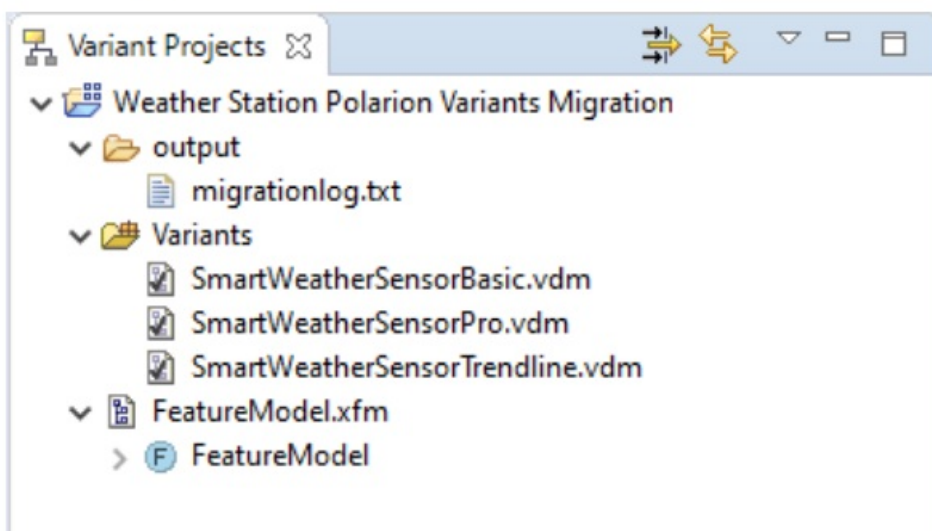 Variant Projects
Weather Station Polarion Variants Migration
output
migrationlog.txt
Variants
SmartWeatherSensorBasic.vdm
SmartWeatherSensorPro.vdm
SmartWeatherSensorTrendline.vdm
FeatureModel.xfm
F FeatureModel